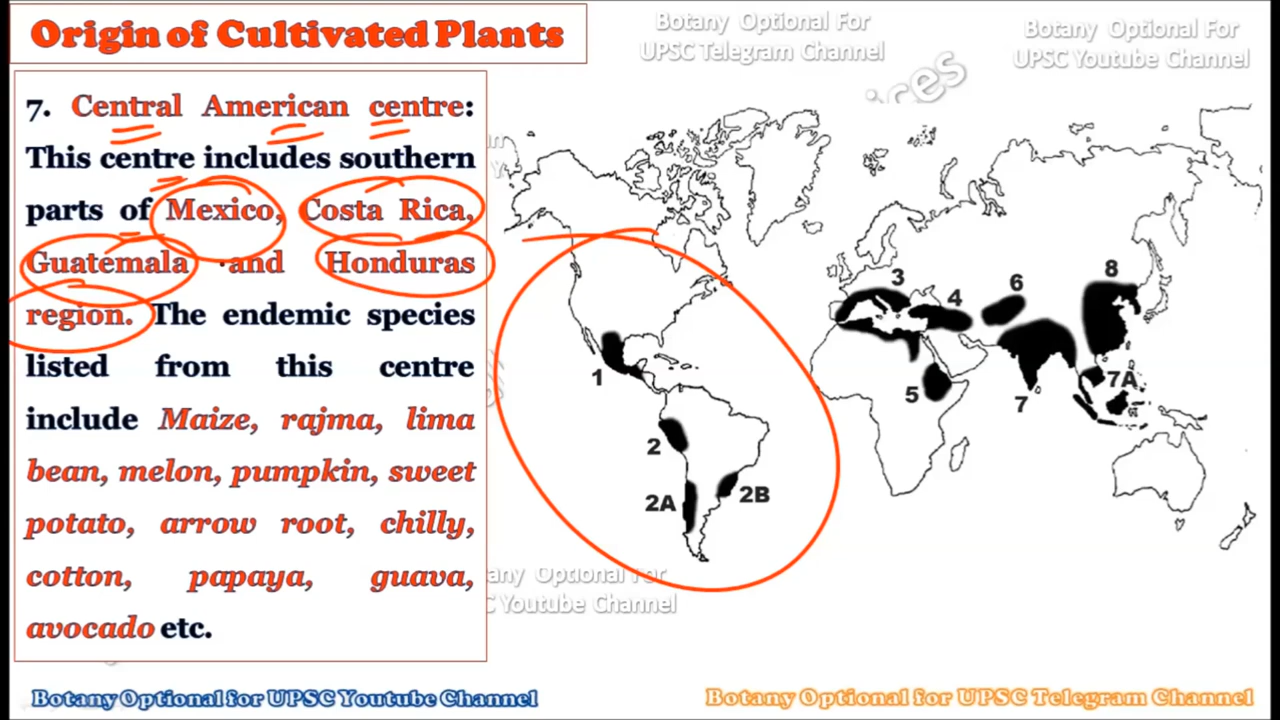 Origin of Cultivated Plants
Botany Optional For
UPSC Telegram Channel
Botany Optional For
UPSC Youtube Channel
7. Central American centre:
This centre includes southern
parts of Mexico, Costa Rica,
Guatemala and Honduras
region. The endemic species
listed from this centre
include Maize, rajma, lima
bean, melon, pumpkin, sweet
potato, arrow root, chilly,
cotton, papaya, guava,
avocado etc.
3
4
6
8
1
5
7
7A
2
2A
2B
Optional For
Youtube Channel
Botany Optional for UPSC Youtube Channel
Botany Optional for UPSC Telegram Channel